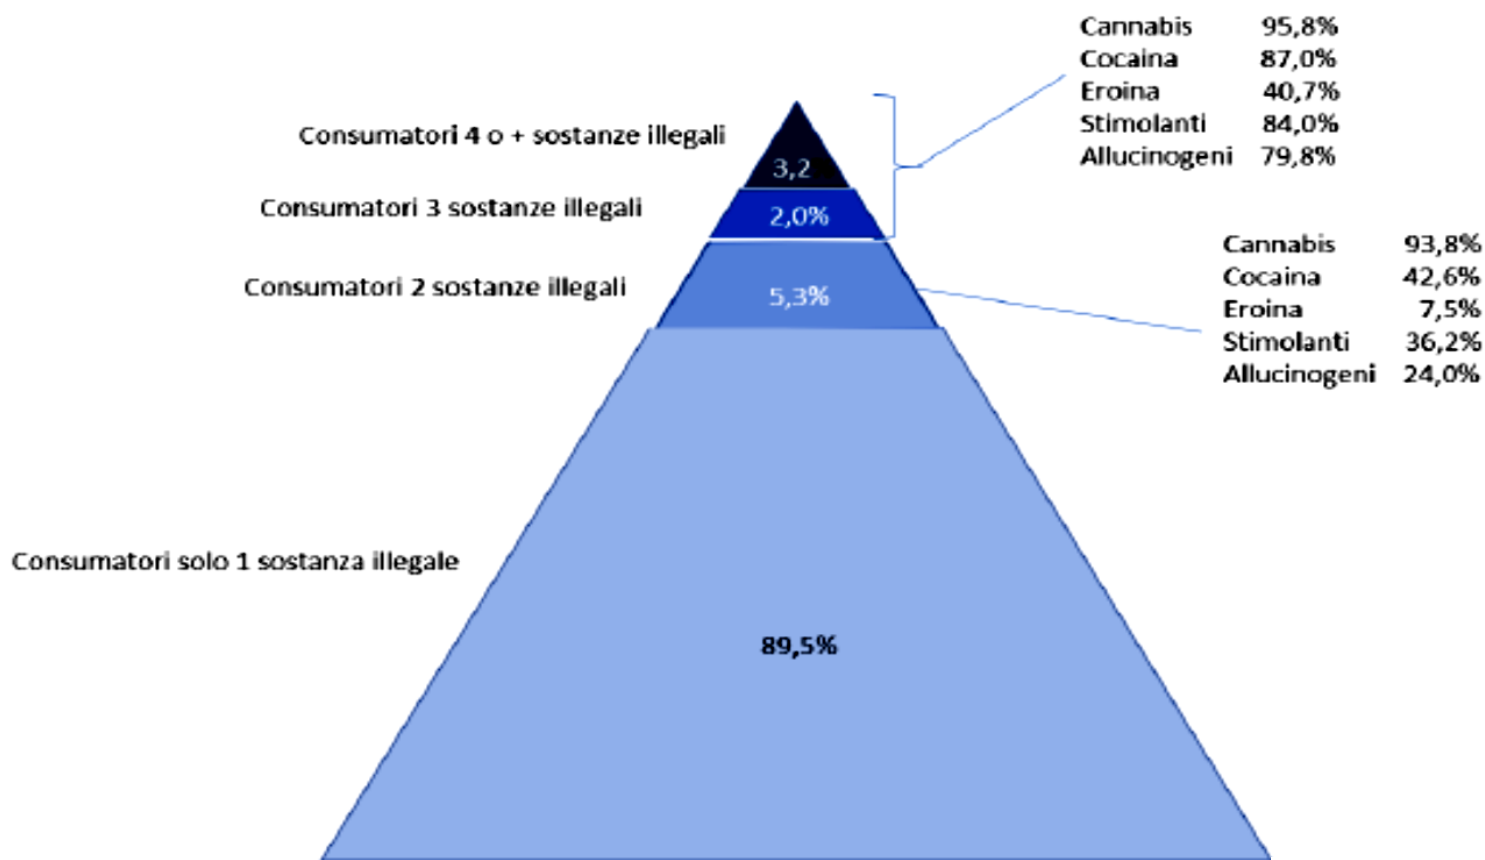 Cannabis 95,8%
Cocaina 87,0%
Eroina 40,7%
Stimolanti 84,0%
Allucinogeni 79,8%
Consumatori 4 o + sostanze illegali
3,2
Consumatori 3 sostanze illegali
2,0%
Consumatori 2 sostanze illegali
5,3%
Cannabis 93,8%
Cocaina 42,6%
Eroina 7,5%
Stimolanti 36,2%
Allucinogeni 24,0%
Consumatori solo 1 sostanza illegale
89,5%